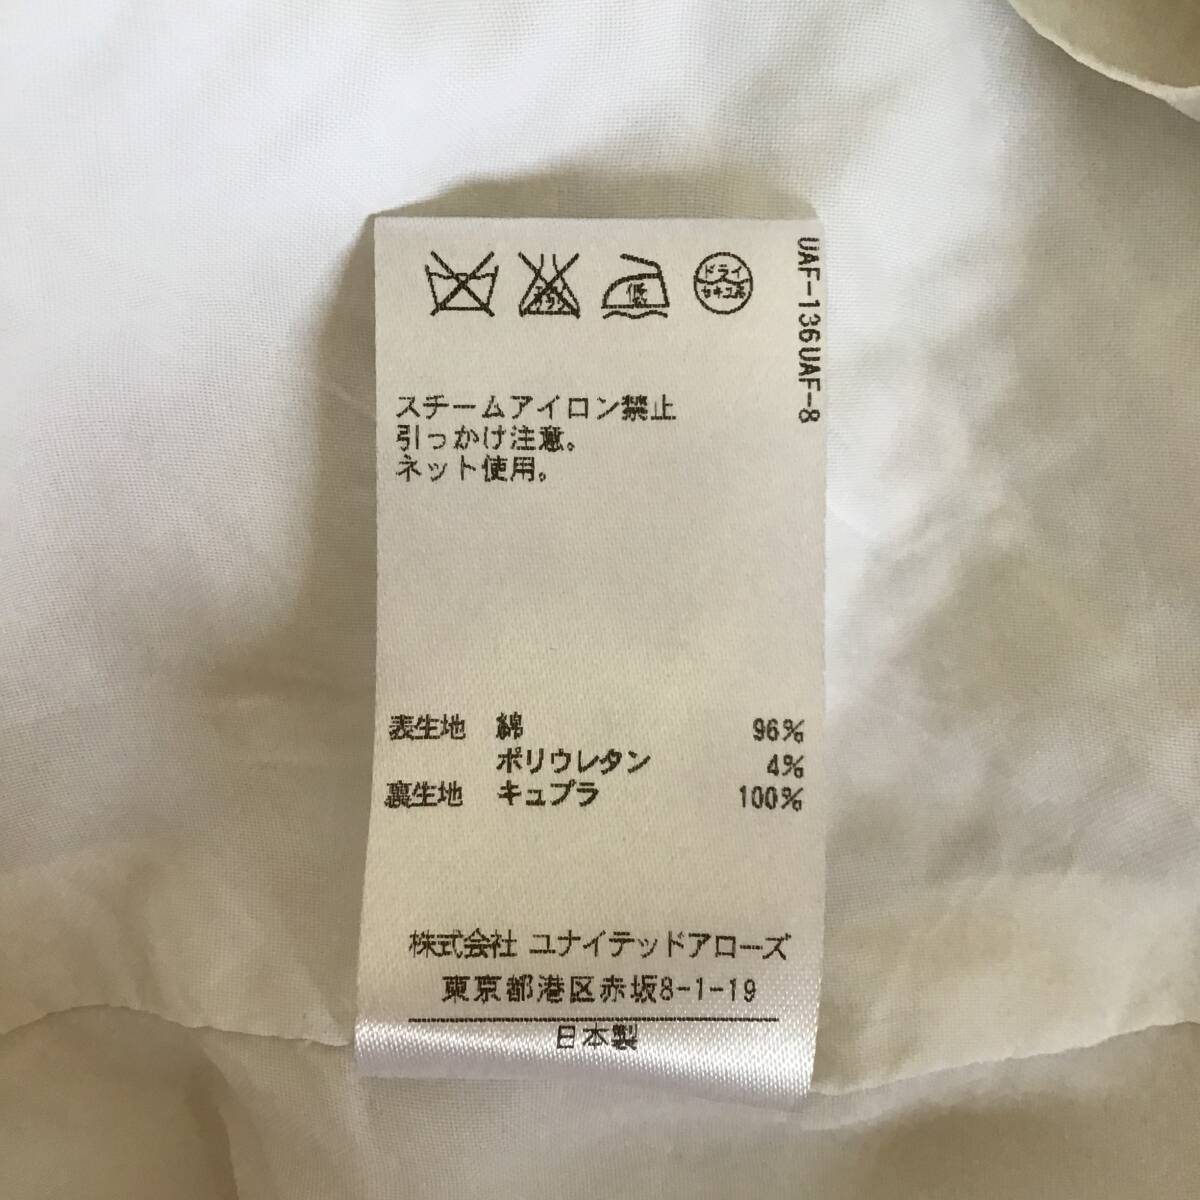 ドライ
セキユ系
スチームアイロン禁止
引っかけ注意。
ネット使用。
表生地 綿 96%
ポリウレタン 4%
裏生地 キュプラ 100%
株式会社 ユナイテッドアローズ
東京都港区赤坂8-1-19
日本製
UAF-136UAF-8